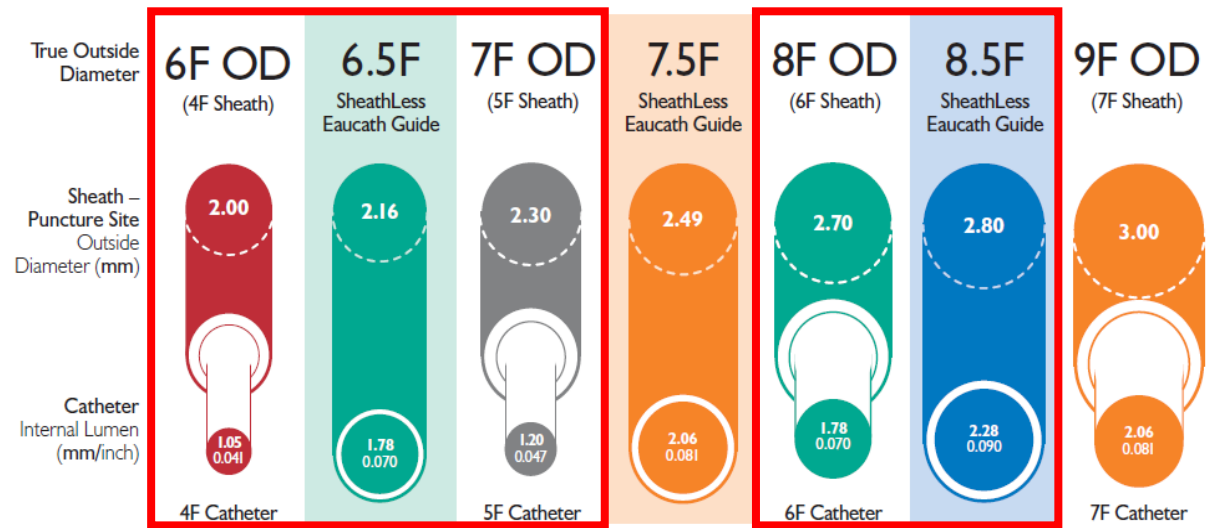 True Outside
Diameter
6F OD
(4F Sheath)
6.5F
SheathLess
Eaucath Guide
7F OD
(5F Sheath)
7.5F
SheathLess
Eaucath Guide
8F OD
(6F Sheath)
8.5F
SheathLess
Eaucath Guide
9F OD
(7F Sheath)
Sheath –
Puncture Site
Outside
Diameter (mm)
2.00
2.16
2.30
2.49
2.70
2.80
3.00
Catheter
Internal Lumen
(mm/inch)
1.05
0.041
1.78
0.070
1.20
0.047
2.06
0.081
1.78
0.070
2.28
0.090
2.06
0.081
4F Catheter
5F Catheter
6F Catheter
7F Catheter